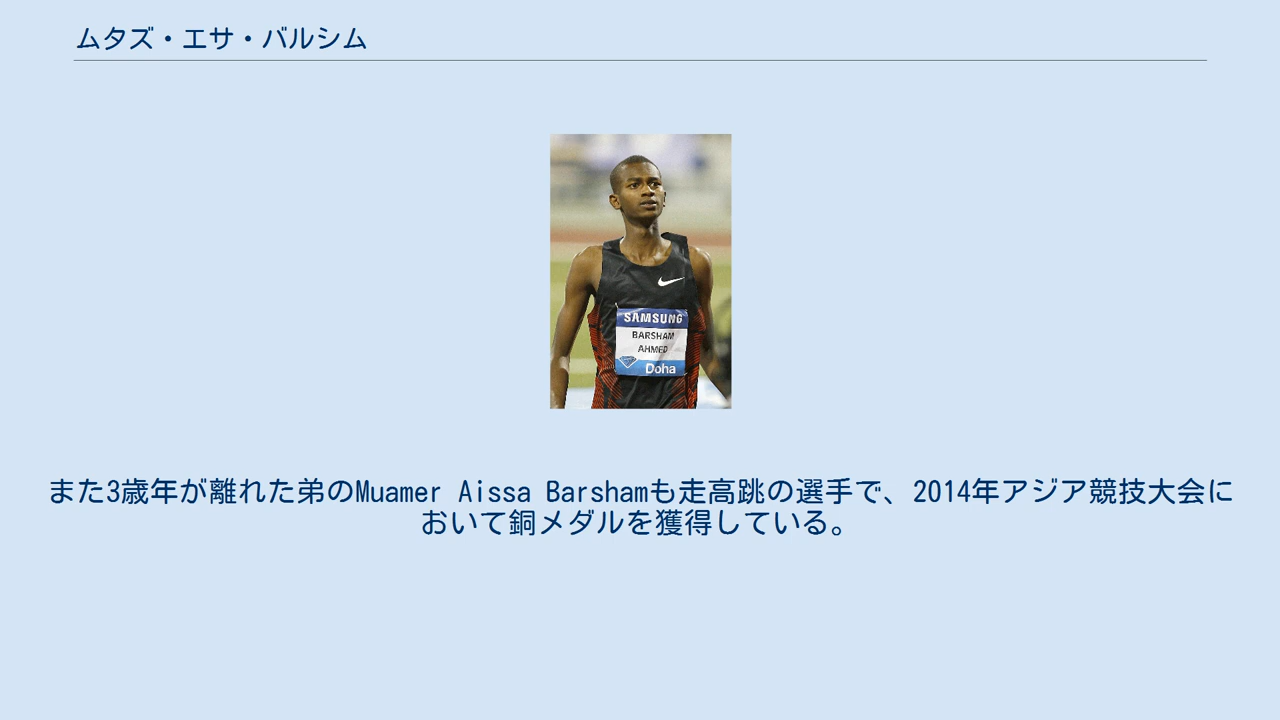 ムタズ・エサ・バルシム
SAMSUNG
BARSHAM
AHMED
Doha
また3歳年が離れた弟のMuamer Aissa Barshamも走高跳の選手で、2014年アジア競技大会に
おいて銅メダルを獲得している。